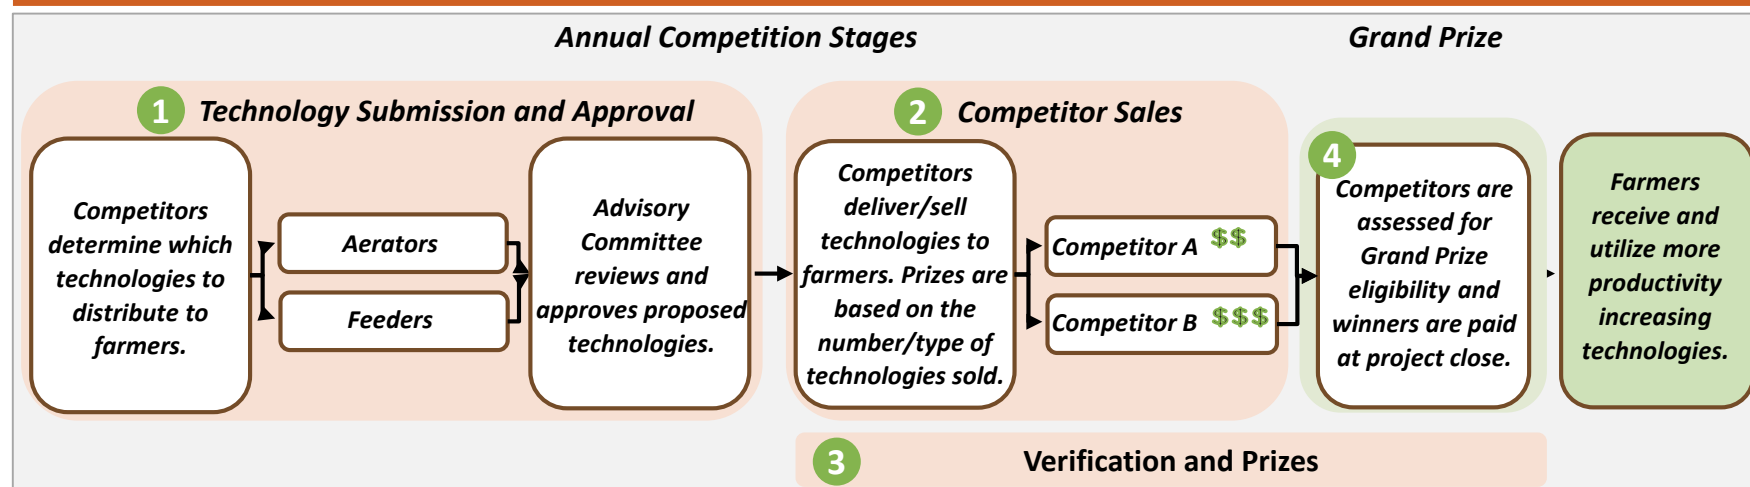 Annual Competition Stages
Grand Prize
1 Technology Submission and Approval
Competitors
determine which
technologies to
distribute to
farmers.
Aerators
Feeders
Advisory
Committee
reviews and
approves proposed
technologies.
2 Competitor Sales
Competitors
deliver/sell
technologies to
farmers. Prizes are
based on the
number/type of
technologies sold.
Competitor A $$
Competitor B $$$
4
Competitors are
assessed for
Grand Prize
eligibility and
winners are paid
at project close.
Farmers
receive and
utilize more
productivity
increasing
technologies.
3 Verification and Prizes